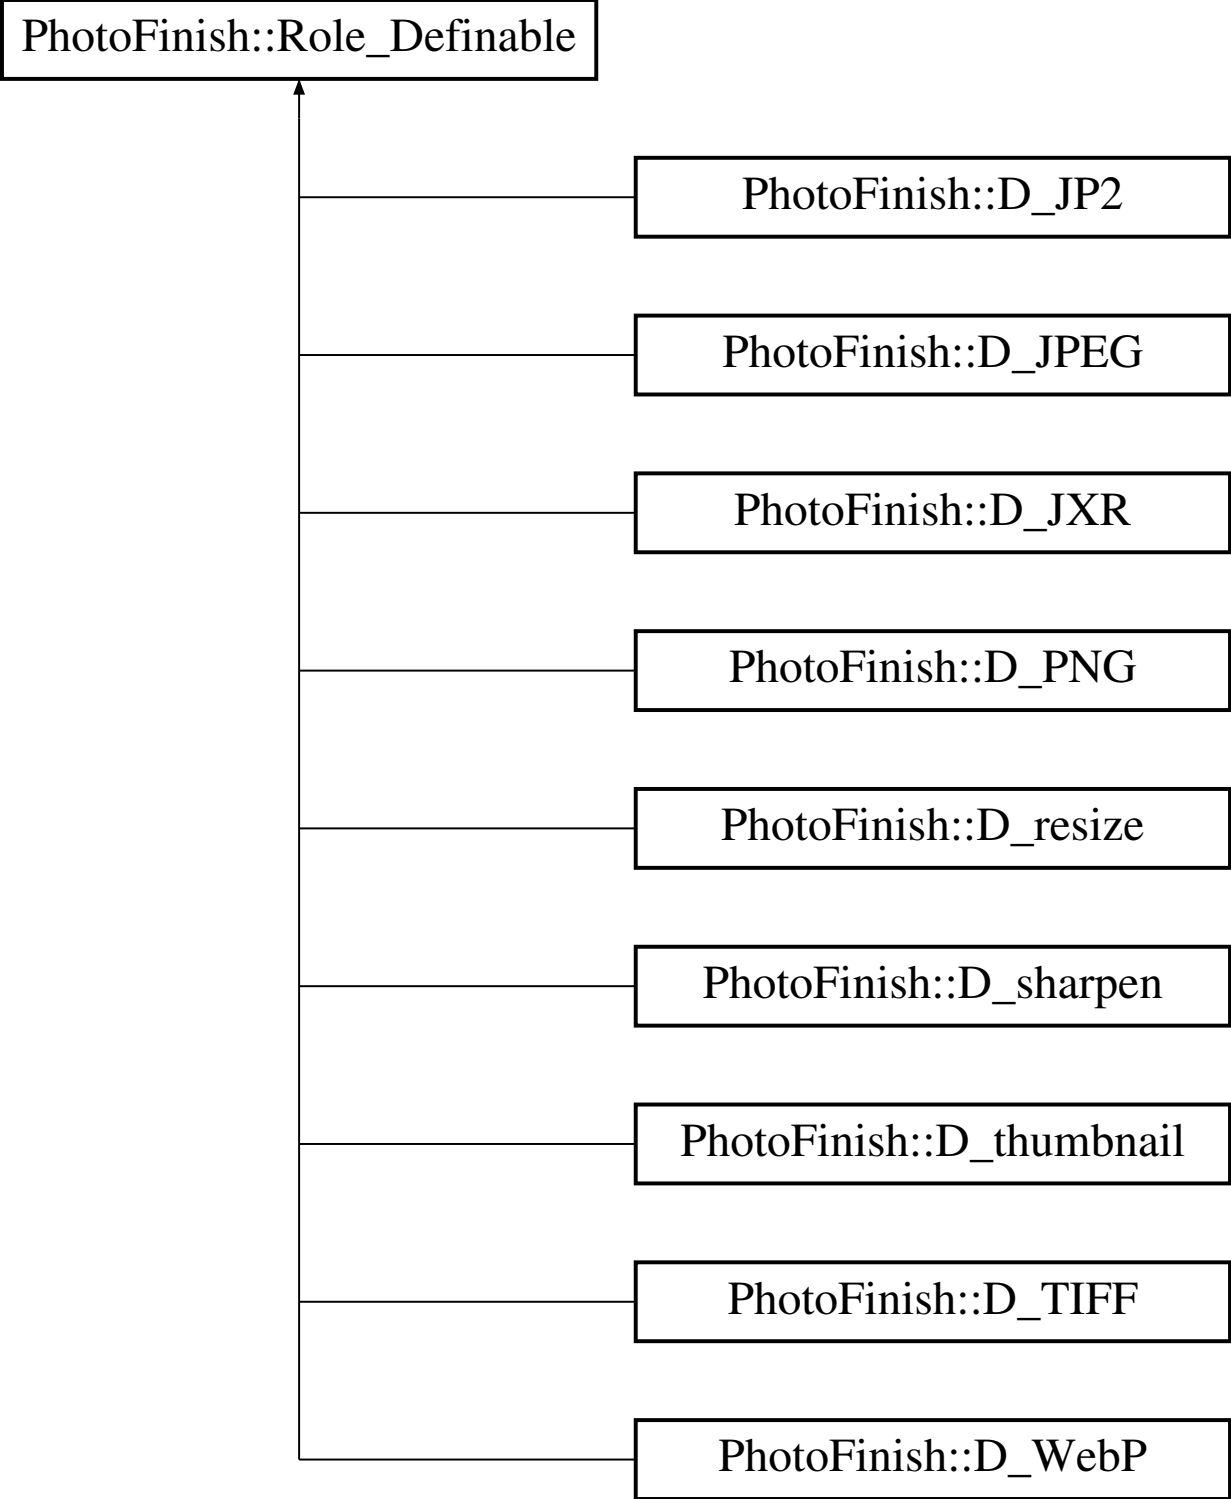 PhotoFinish::Role_Definable
PhotoFinish::D_JP2
PhotoFinish::D_JPEG
PhotoFinish::D_JXR
PhotoFinish::D_PNG
PhotoFinish::D_resize
PhotoFinish::D_sharpen
PhotoFinish::D_thumbnail
PhotoFinish::D_TIFF
PhotoFinish::D_WebP